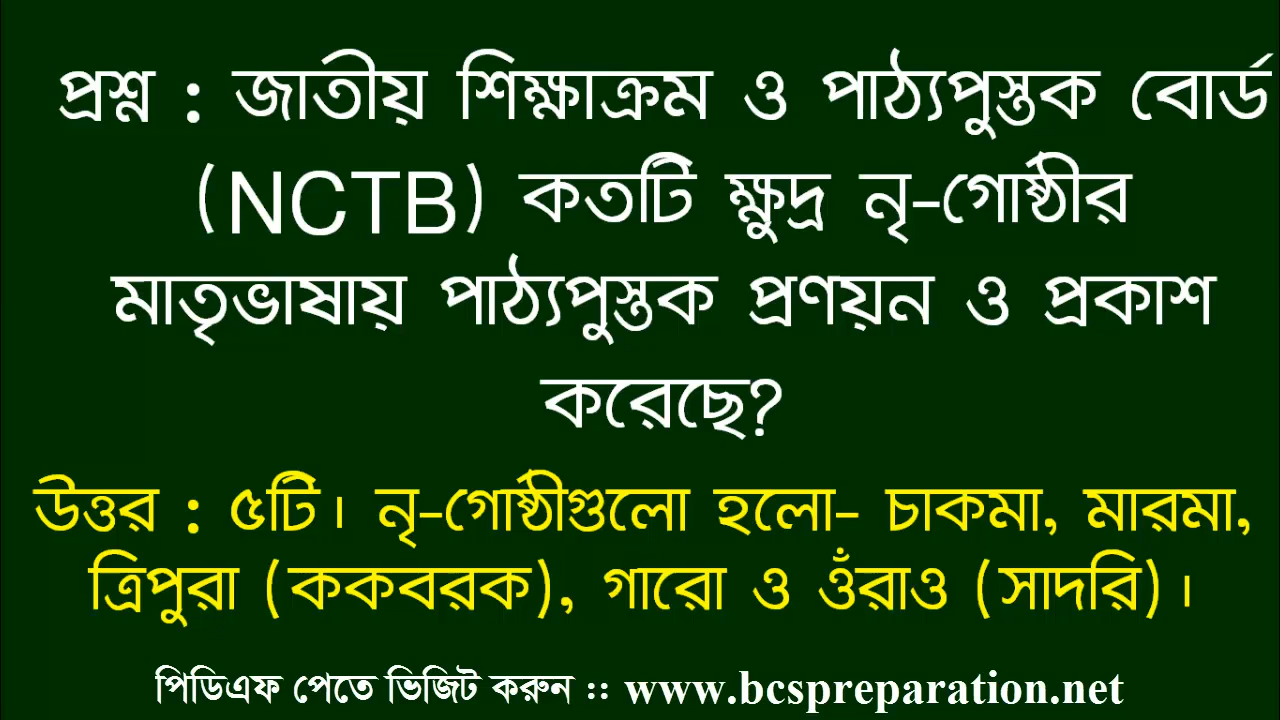 প্রশ্ন : জাতীয় শিক্ষাক্রম ও পাঠ্যপুস্তক বোর্ড
(NCTB) কতটি ক্ষুদ্র নৃ-গোষ্ঠীর
মাতৃভাষায় পাঠ্যপুস্তক প্রণয়ন ও প্রকাশ
করেছে?
উত্তর : ৫টি। নৃ-গোষ্ঠীগুলো হলো- চাকমা, মারমা,
ত্রিপুরা (ককবরক), গারো ও ওঁরাও (সাদরি)।
পিডিএফ পেতে ভিজিট করুন :: www.bcspreparation.net